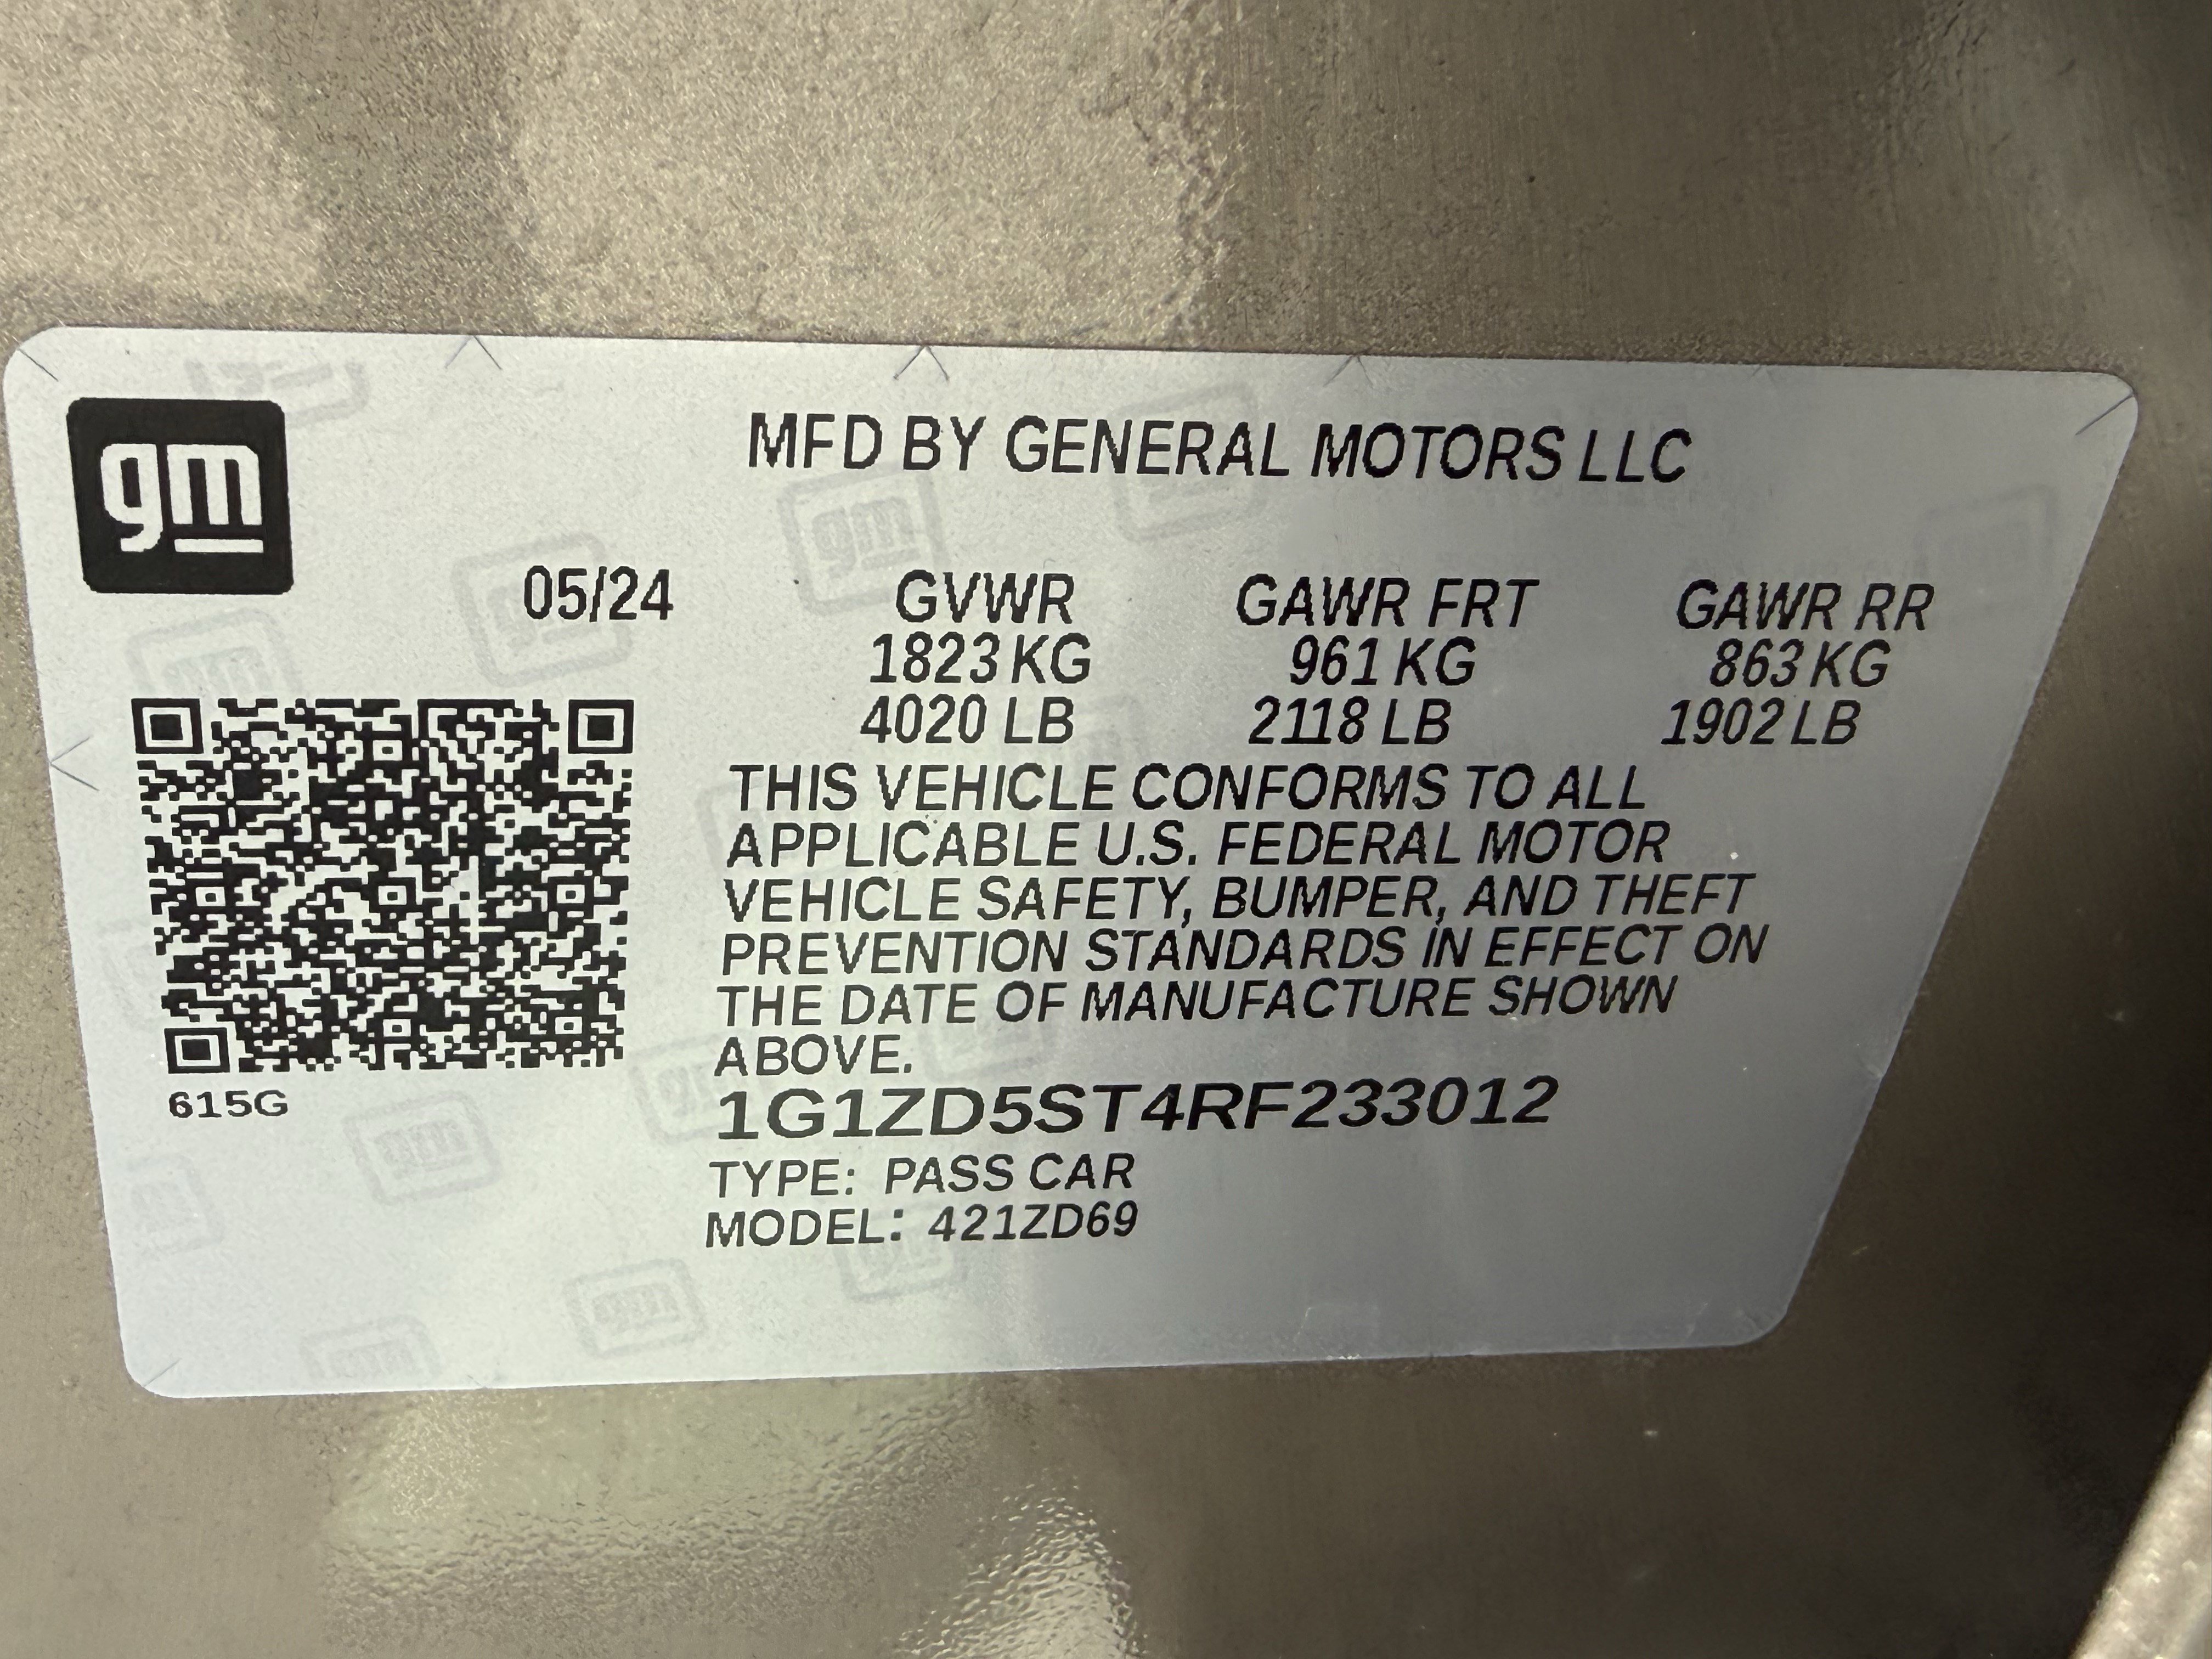 gm
MFD BY GENERAL MOTORS LLC
05/24 GVWR GAWR FRT GAWR RR
1823 KG 961 KG 863 KG
4020 LB 2118 LB 1902 LB
THIS VEHICLE CONFORMS TO ALL
APPLICABLE U.S. FEDERAL MOTOR
VEHICLE SAFETY, BUMPER, AND THEFT
PREVENTION STANDARDS IN EFFECT ON
THE DATE OF MANUFACTURE SHOWN
ABOVE.
615G
1G1ZD5ST4RF233012
TYPE: PASS CAR
MODEL: 421ZD69